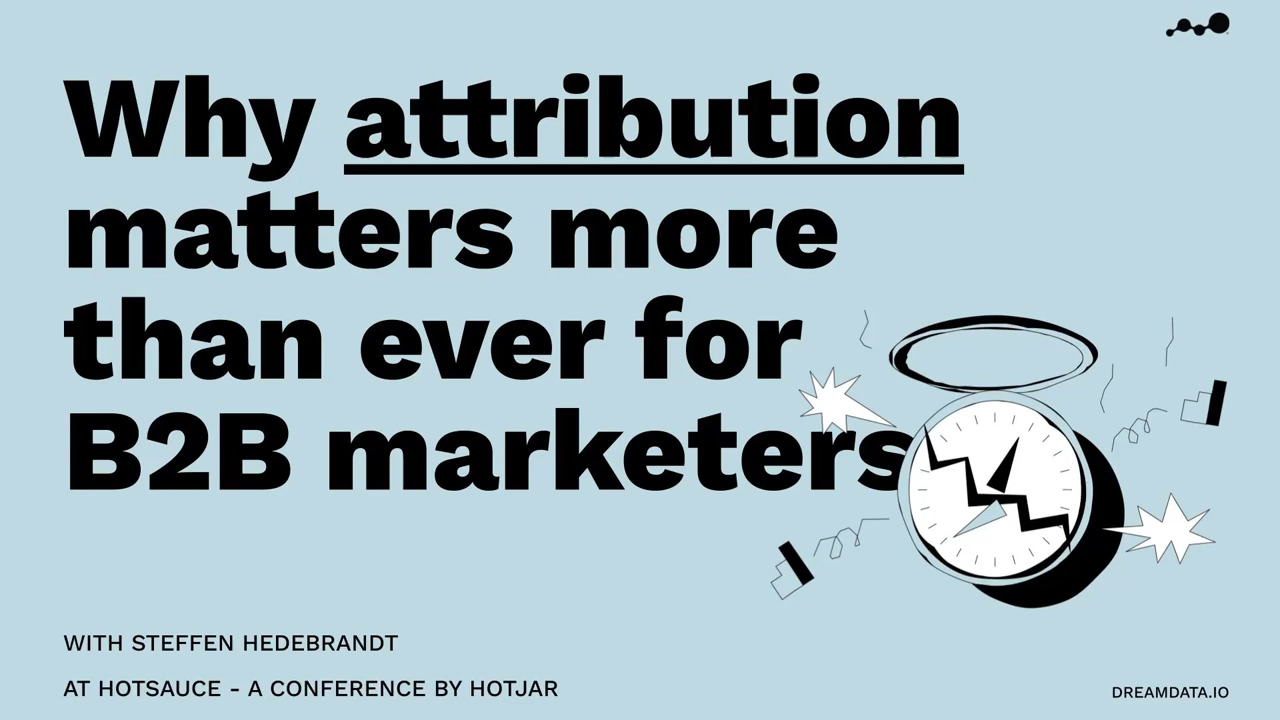 Why attribution
matters more
than ever for
B2B marketers
WITH STEFFEN HEDEBRANDT
AT HOTSAUCE - A CONFERENCE BY HOTJAR
DREAMDATA.IO